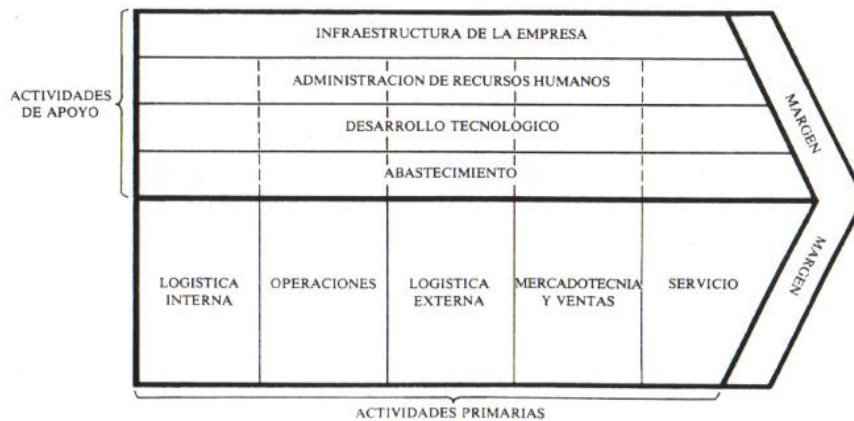 INFRAESTRUCTURA DE LA EMPRESA
ADMINISTRACION DE RECURSOS HUMANOS
ACTIVIDADES
DE APOYO
DESARROLLO TECNOLOGICO
ABASTECIMIENTO
MARGEN
LOGISTICA
INTERNA
OPERACIONES
LOGISTICA
EXTERNA
MERCADOTECNIA
Y VENTAS
SERVICIO
MARGEN
ACTIVIDADES PRIMARIAS